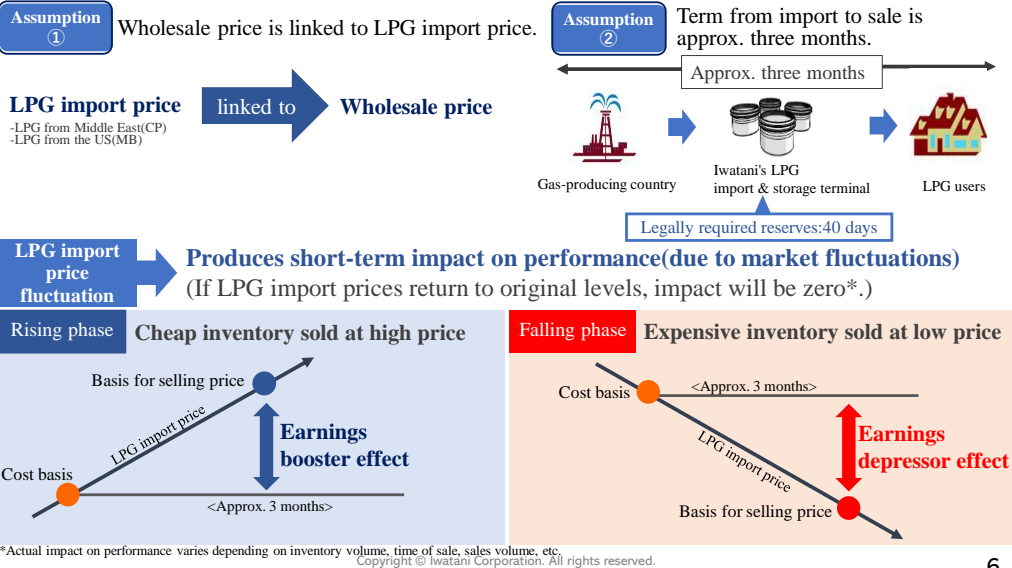 Assumption
①
Wholesale price is linked to LPG import price.
Assumption
②
Term from import to sale is
approx. three months.
Approx. three months
LPG import price
-LPG from Middle East(CP)
-LPG from the US(MB)
linked to
Wholesale price
Gas-producing country
Iwatani's LPG
import & storage terminal
LPG users
Legally required reserves:40 days
LPG import
price
fluctuation
Produces short-term impact on performance(due to market fluctuations)
(If LPG import prices return to original levels, impact will be zero*.)
Rising phase
Cheap inventory sold at high price
Basis for selling price
LPG import price
Earnings
booster effect
Cost basis
<Approx. 3 months>
Falling phase
Expensive inventory sold at low price
Cost basis
<Approx. 3 months>
LPG import price
Earnings
depressor effect
Basis for selling price
*Actual impact on performance varies depending on inventory volume, time of sale, sales volume, etc.
Copyright © Iwatani Corporation. All rights reserved.
6